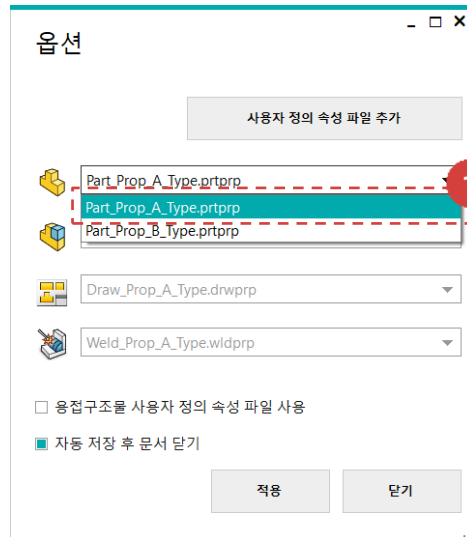 옵션
사용자 정의 속성 파일 추가
Part_Prop_A_Type.prtprp
Part_Prop_A_Type.prtprp
Part_Prop_B_Type.prtprp
Draw_Prop_A_Type.drwprp
Weld_Prop_A_Type.wldprp
용접구조물 사용자 정의 속성 파일 사용
자동 저장 후 문서 닫기
적용 닫기